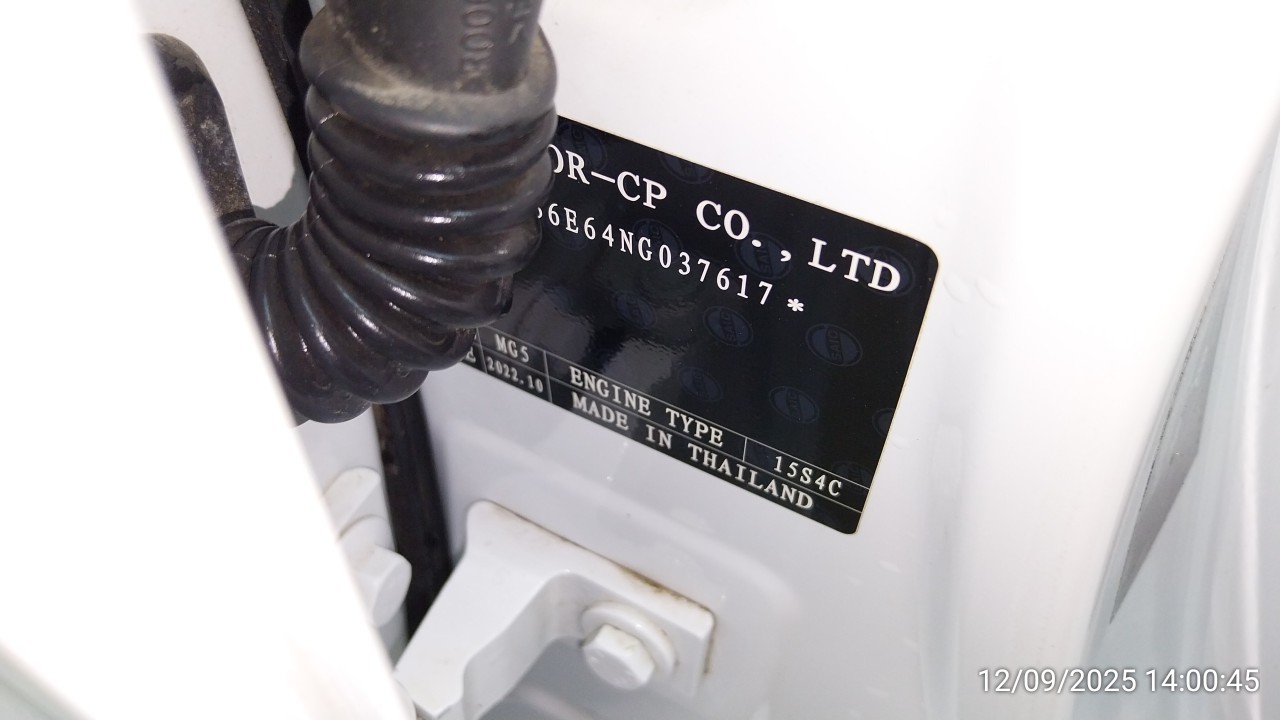 OR-CP CO.,LTD
6E64NG037617*
MG5 ENGINE TYPE 15S4C
2022.10 MADE IN THAILAND
12/09/2025 14:00:45